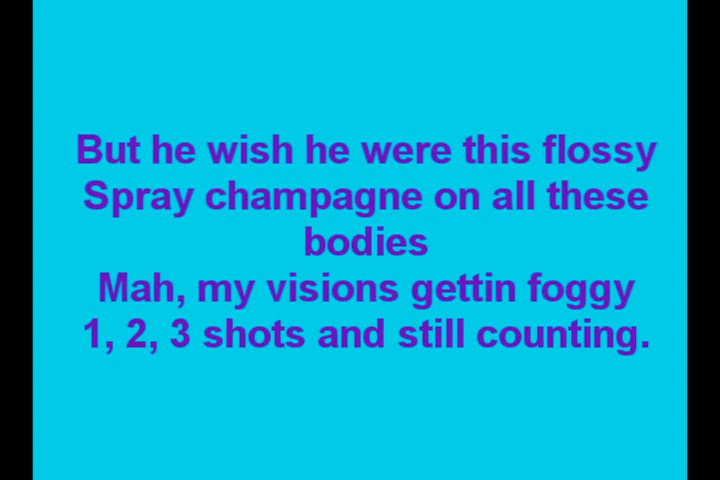 But he wish he were this flossy
Spray champagne on all these
bodies
Mah, my visions gettin foggy
1, 2, 3 shots and still counting.